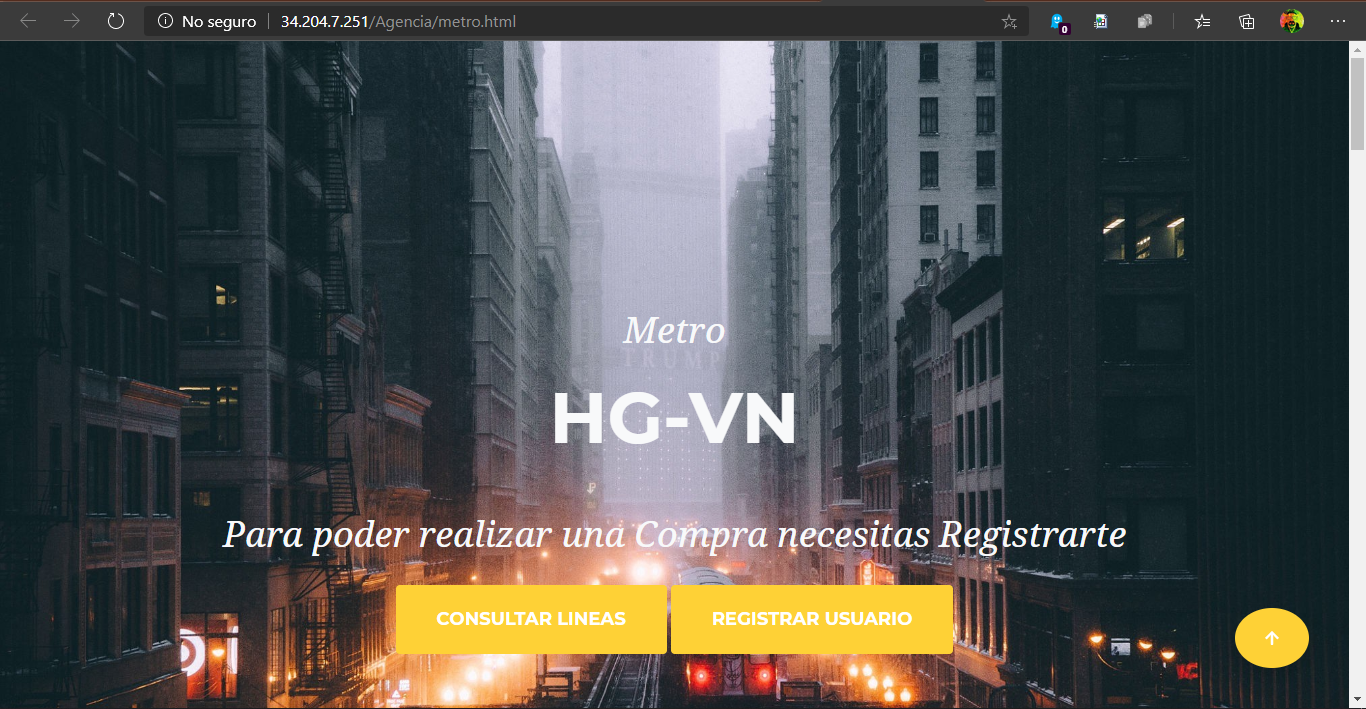 No seguro
34.204.7.251/Agencia/metro.html
0
Metro
TRUMP
HG-VN
Para poder realizar una Compra necesitas Registrarte
CONSULTAR LINEAS
REGISTRAR USUARIO